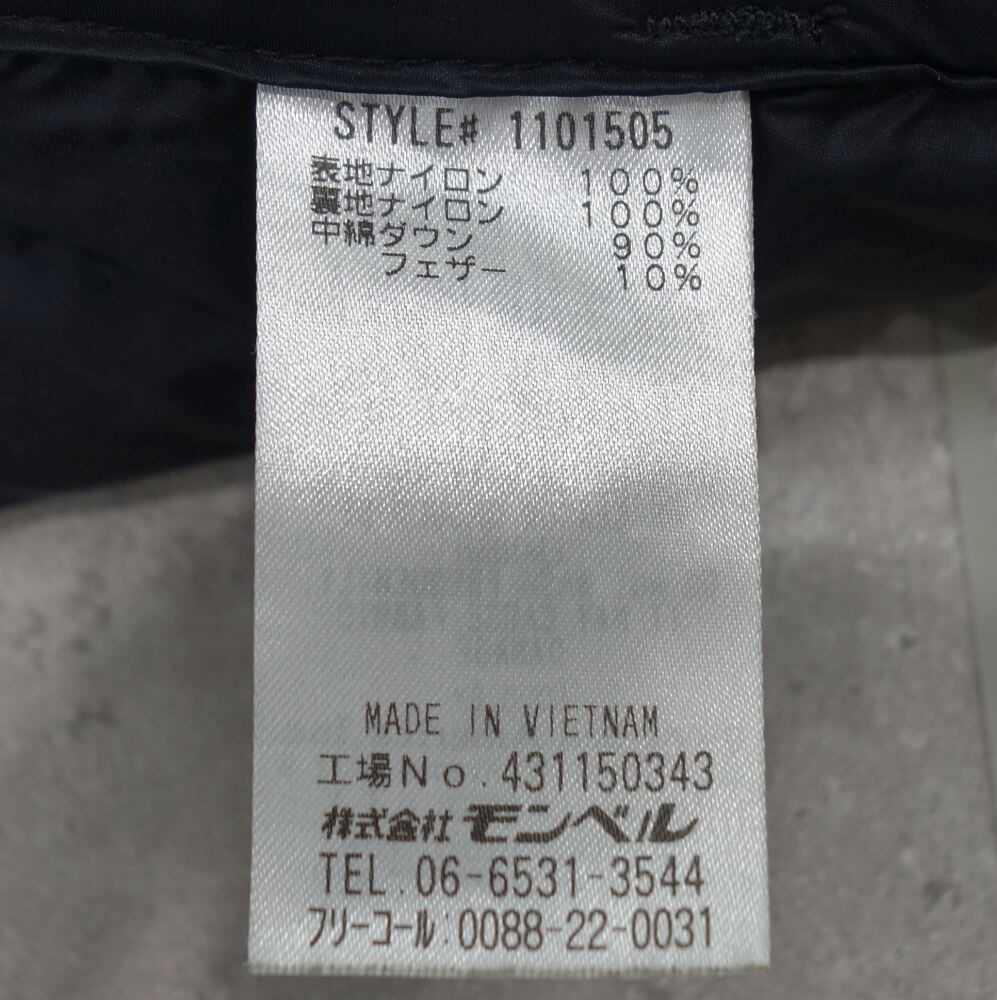 STYLE# 1101505
表地ナイロン 100%
裏地ナイロン 100%
中綿ダウン 90%
フェザー 10%
MADE IN VIETNAM
工場No.431150343
株式会社モンベル
TEL.06-6531-3544
フリーコール:0088-22-0031